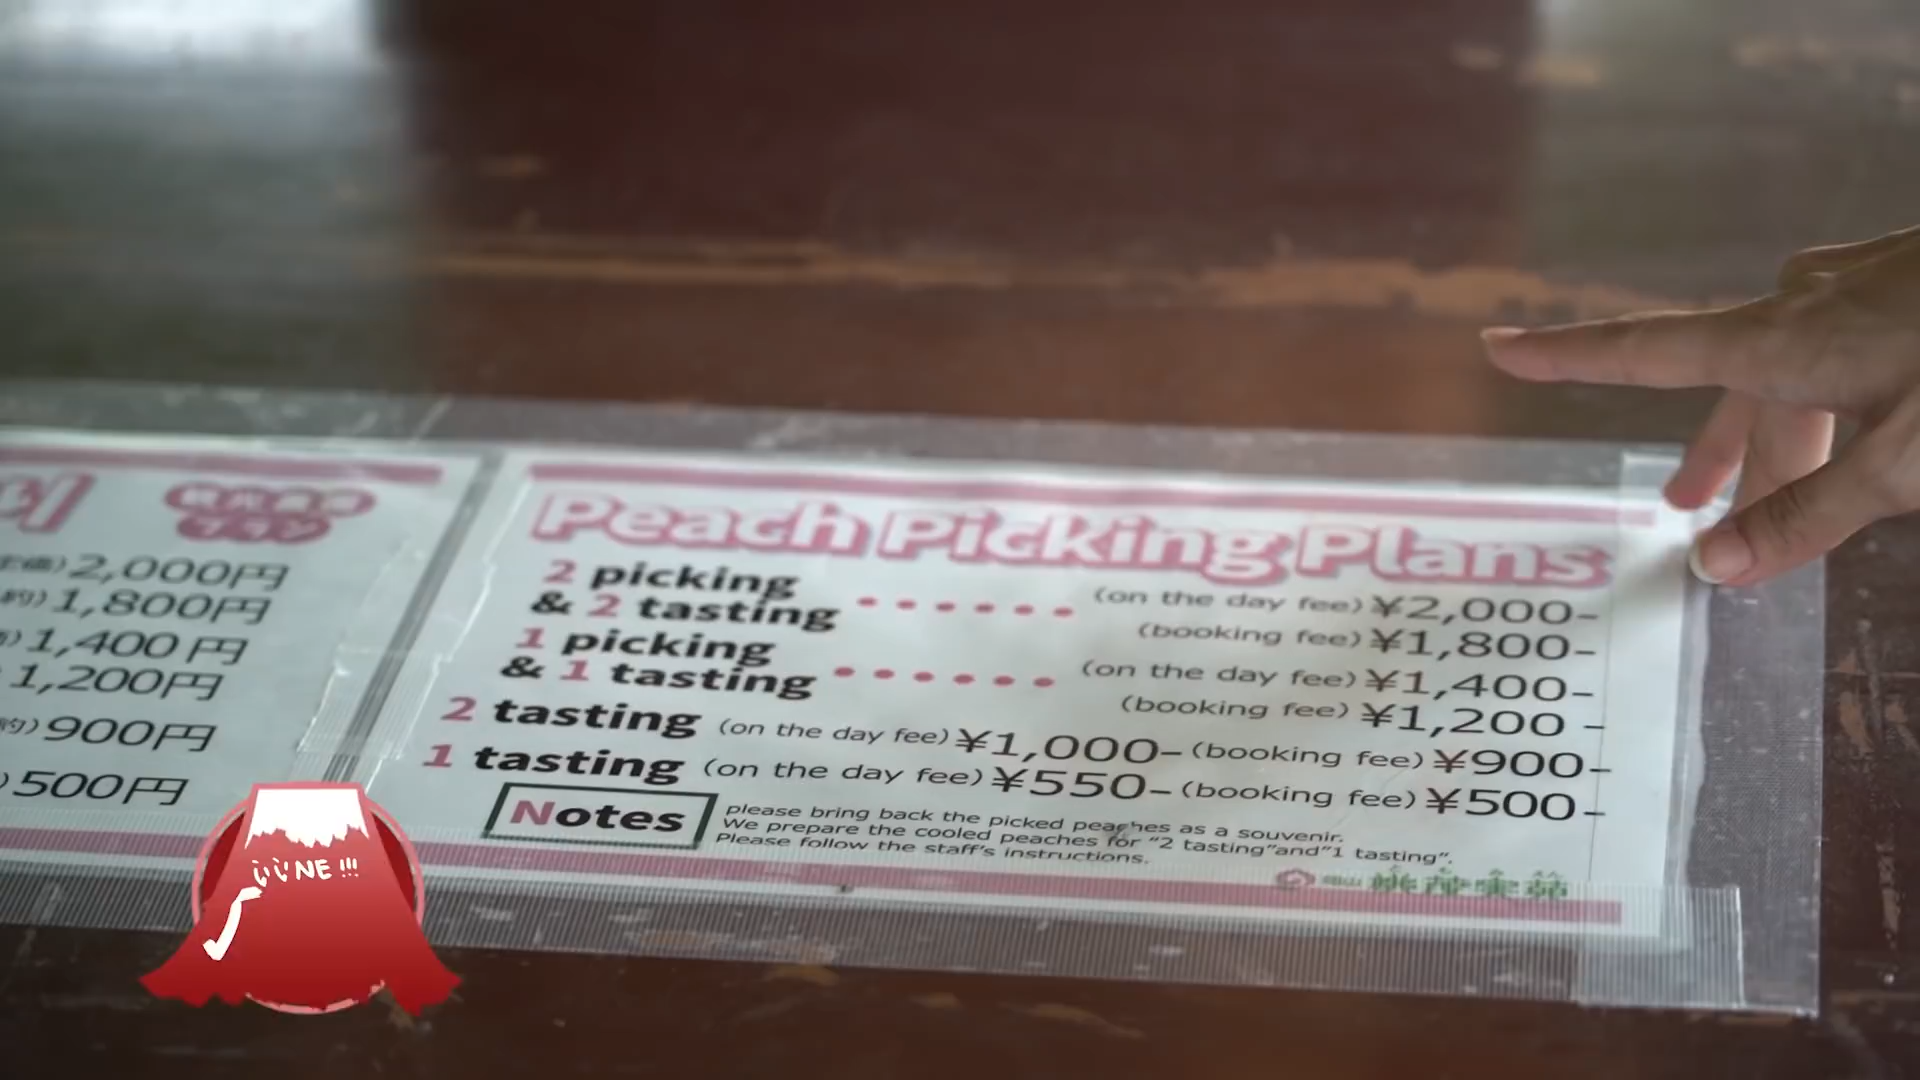 プラン
2,000円
1,800円
1,400円
1,200円
900円
500円
Peach Picking Plans
2 picking
& 2 tasting •••••• (on the day fee) ¥2,000-
(booking fee) ¥1,800-
1 picking
& 1 tasting •••••• (on the day fee) ¥1,400-
(booking fee) ¥1,200-
2 tasting (on the day fee) ¥1,000- (booking fee) ¥900-
1 tasting (on the day fee) ¥550- (booking fee) ¥500-
Notes
please bring back the picked peaches as a souvenir.
We prepare the cooled peaches for “2 tasting”and”1 tasting”.
Please follow the staff’s instructions.
いいNE!!!